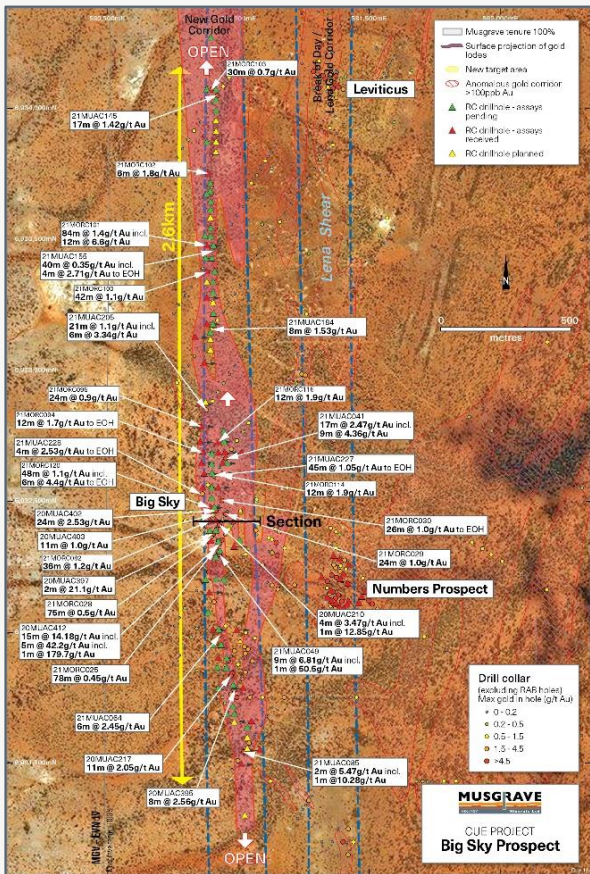 New Gold
Corridor
OPEN
Break of Day /
Lena Gold Corridor
Leviticus
Musgrave tenure 100%
Surface projection of gold
lodes
New target area
Anomalous gold corridor
>100ppb Au
RC drillhole - assays
pending
RC drillhole - assays
received
RC drillhole planned
30m @ 0.7g/t Au
21MUAC145
17m @ 1.42g/t Au
21MORC102
6m @ 1.8g/t Au
2.6km
Lena Shear
N
0 500
metres
21MORC101
84m @ 1.4g/t Au incl.
12m @ 6.6g/t Au
40m @ 0.35g/t Au incl.
4m @ 2.71g/t Au to EOH
21MORC103
42m @ 1.1g/t Au
21MUAC205
21m @ 1.1g/t Au incl.
6m @ 3.34g/t Au
21MUAC164
8m @ 1.53g/t Au
24m @ 0.9g/t Au
12m @ 1.9g/t Au
12m @ 1.7g/t Au to EOH
21MUAC041
17m @ 2.47g/t Au incl.
9m @ 4.36g/t Au
4m @ 2.53g/t Au to EOH
21MUAC227
45m @ 1.05g/t Au to EOH
48m @ 1.1g/t Au incl.
6m @ 4.4g/t Au to EOH
21MORC114
12m @ 1.9g/t Au
Big Sky
21MORC030
26m @ 1.0g/t Au to EOH
20MUAC402
24m @ 2.53g/t Au
Section
20MUAC403
11m @ 1.0g/t Au
21MORC029
24m @ 1.0g/t Au
36m @ 1.2g/t Au
Numbers Prospect
20MUAC397
2m @ 21.1g/t Au
20MUAC210
4m @ 3.47g/t Au incl.
1m @ 12.85g/t Au
21MORC028
75m @ 0.5g/t Au
20MUAC412
15m @ 14.18g/t Au incl.
5m @ 42.2g/t Au incl.
1m @ 179.7g/t Au
21MUAC049
9m @ 6.81g/t Au incl.
1m @ 50.5g/t Au
21MORC025
78m @ 0.45g/t Au
6m @ 2.45g/t Au
20MUAC217
11m @ 2.05g/t Au
2m @ 5.47g/t Au incl.
1m @10.28g/t Au
8m @ 2.56g/t Au
OPEN
Drill collar
(excluding RAB holes)
Max gold in hole (g/t Au)
0 - 0.2
0.2 - 0.5
0.5 - 1.5
1.5 - 4.5
>4.5
MUSGRAVE
Minerals Ltd
CUE PROJECT
Big Sky Prospect